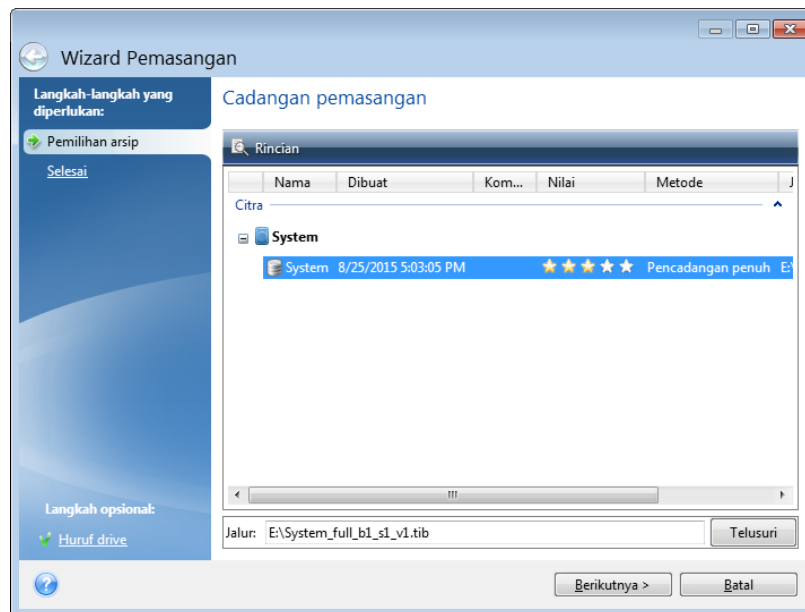 Wizard Pemasangan
Langkah-langkah yang
diperlukan:
Pemilihan arsip
Selesai
Langkah opsional:
Huruf drive
Cadangan pemasangan
Rincian
Nama Dibuat Kom... Nilai Metode J
Citra
System
System 8/25/2015 5:03:05 PM Pencadangan penuh E:\
Jalur: E:\System_full_b1_s1_v1.tib Telusuri
Berikutnya > Batal